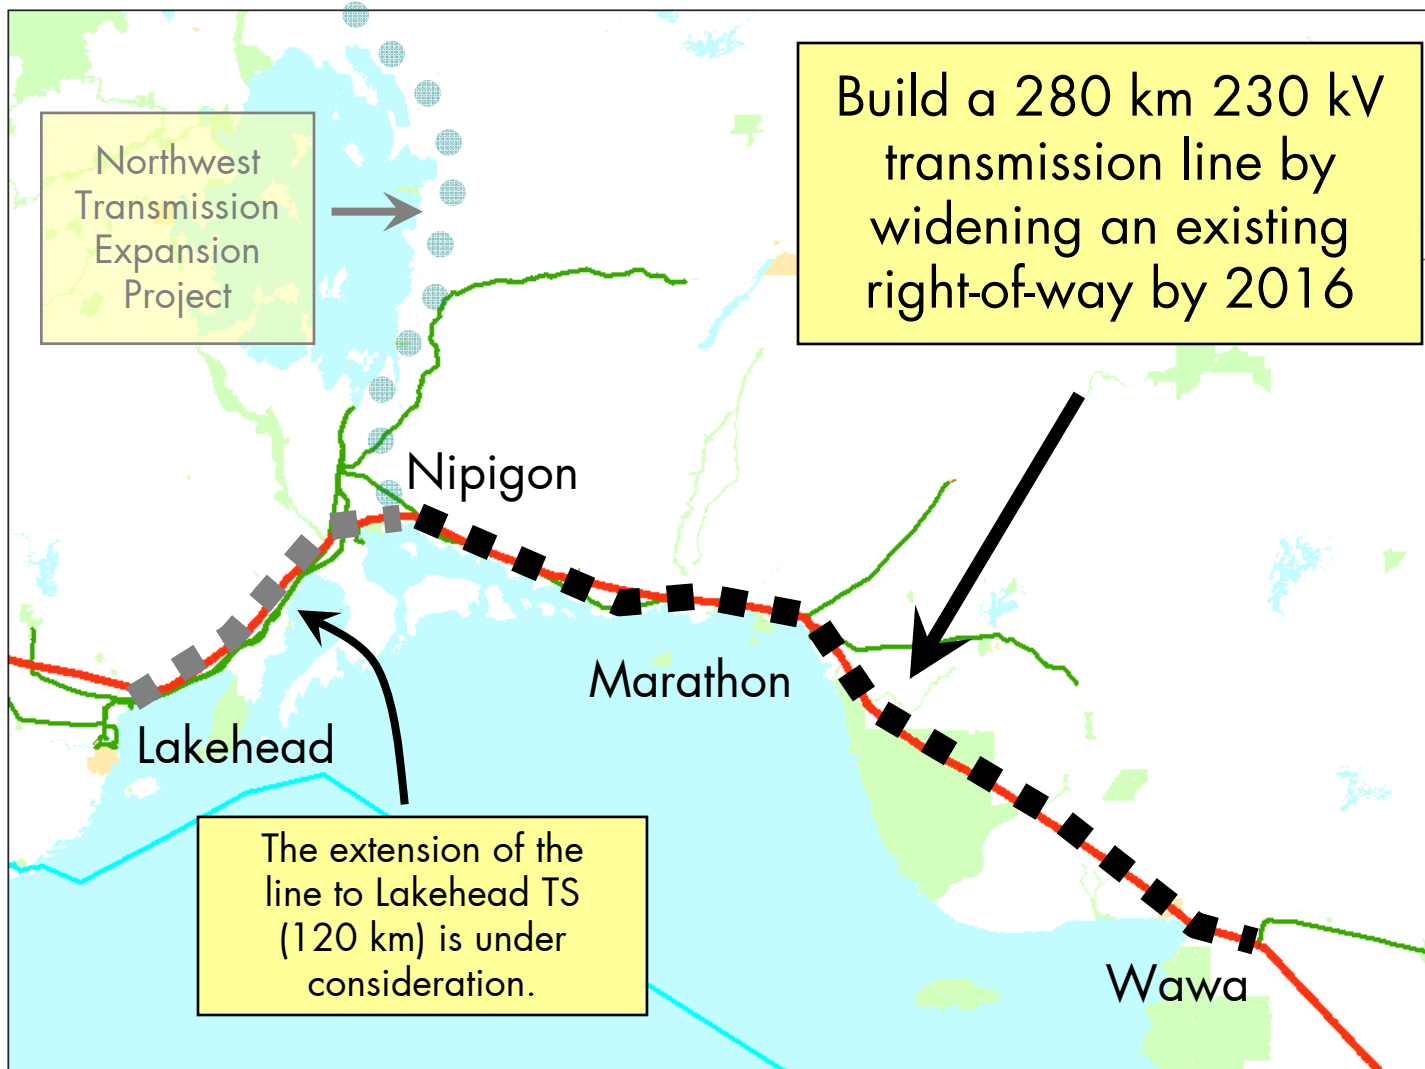 Build a 280 km 230 kV
transmission line by
widening an existing
right-of-way by 2016
Northwest
Transmission
Expansion
Project
Nipigon
Marathon
Lakehead
The extension of the
line to Lakehead TS
(120 km) is under
consideration.
Wawa